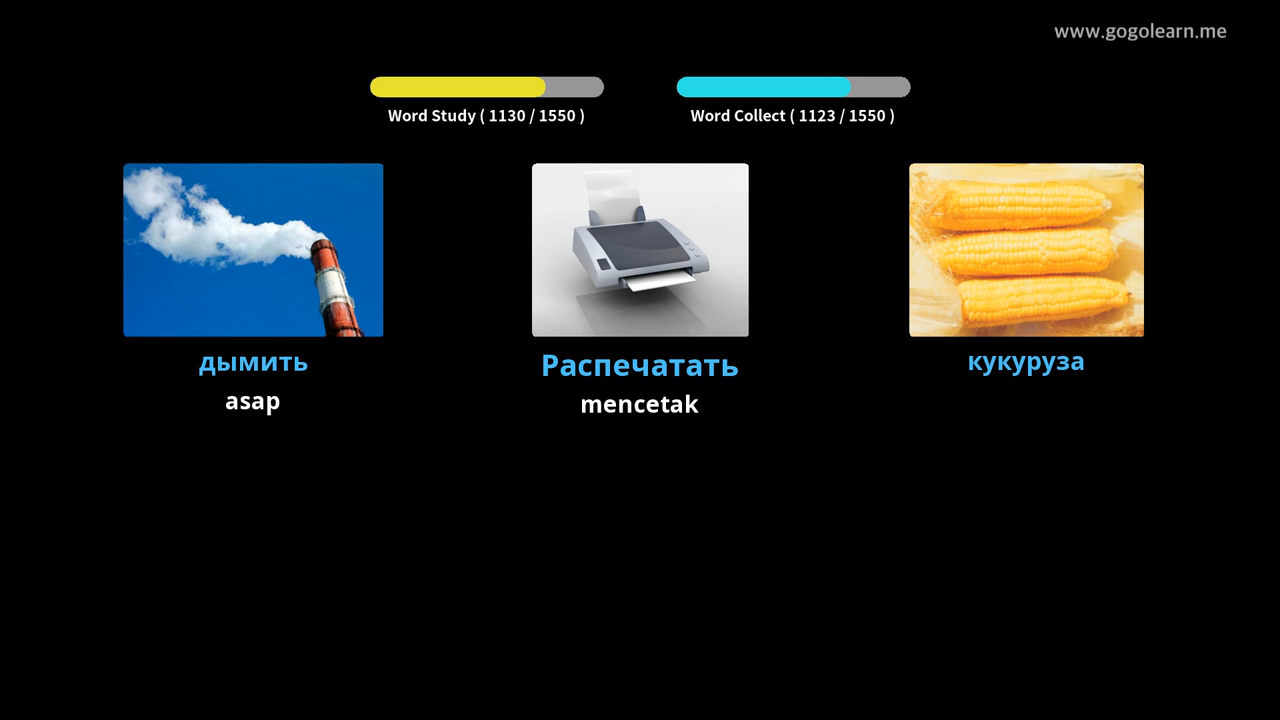 www.gogolearn.me
Word Study ( 1130 / 1550 )
Word Collect ( 1123 / 1550 )
дымить
asap
Распечатать
mencetak
кукуруза